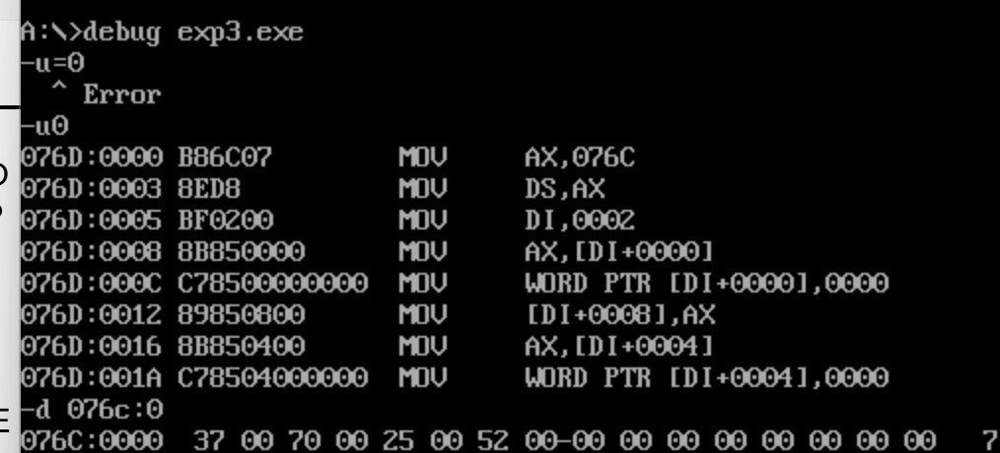 A:\>debug exp3.exe
-u=0
^ Error
-u0
076D:0000 B86C07 MOV AX,076C
076D:0003 8ED8 MOV DS,AX
076D:0005 BF0200 MOV DI,0002
076D:0008 8B850000 MOV AX,[DI+0000]
076D:000C C78500000000 MOV WORD PTR [DI+0000],0000
076D:0012 89850800 MOV [DI+0008],AX
076D:0016 8B850400 MOV AX,[DI+0004]
076D:001A C78504000000 MOV WORD PTR [DI+0004],0000
-d 076c:0
076C:0000 37 00 70 00 25 00 52 00-00 00 00 00 00 00 00 00 7